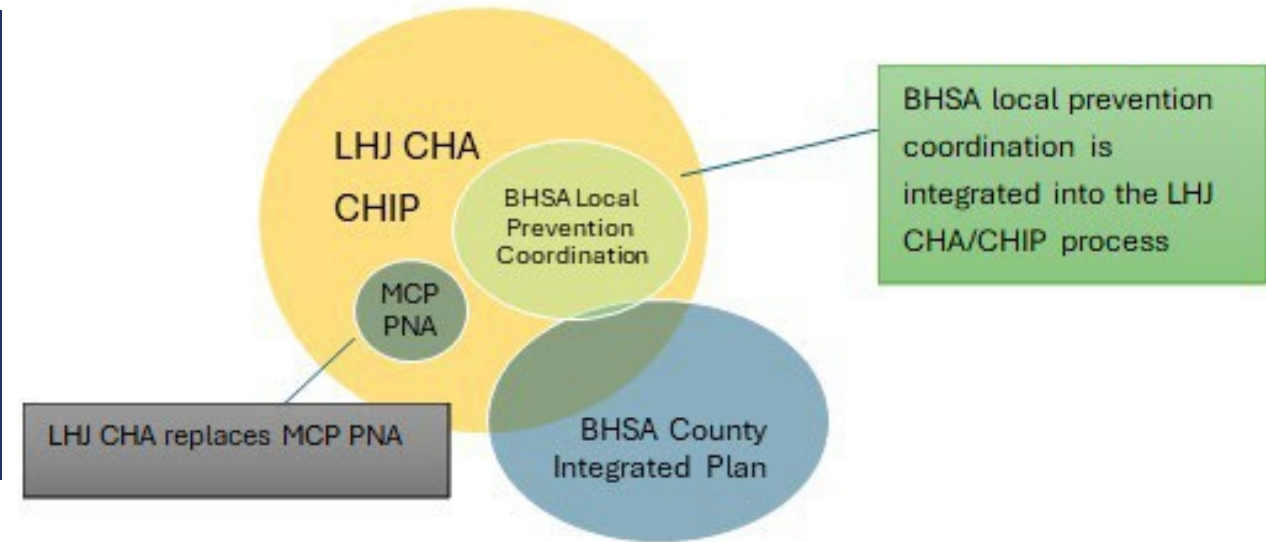 LHJ CHA
CHIP
BHSA Local
Prevention
Coordination
MCP
PNA
BHSA County
Integrated Plan
BHSA local prevention
coordination is
integrated into the LHJ
CHA/CHIP process
LHJ CHA replaces MCP PNA